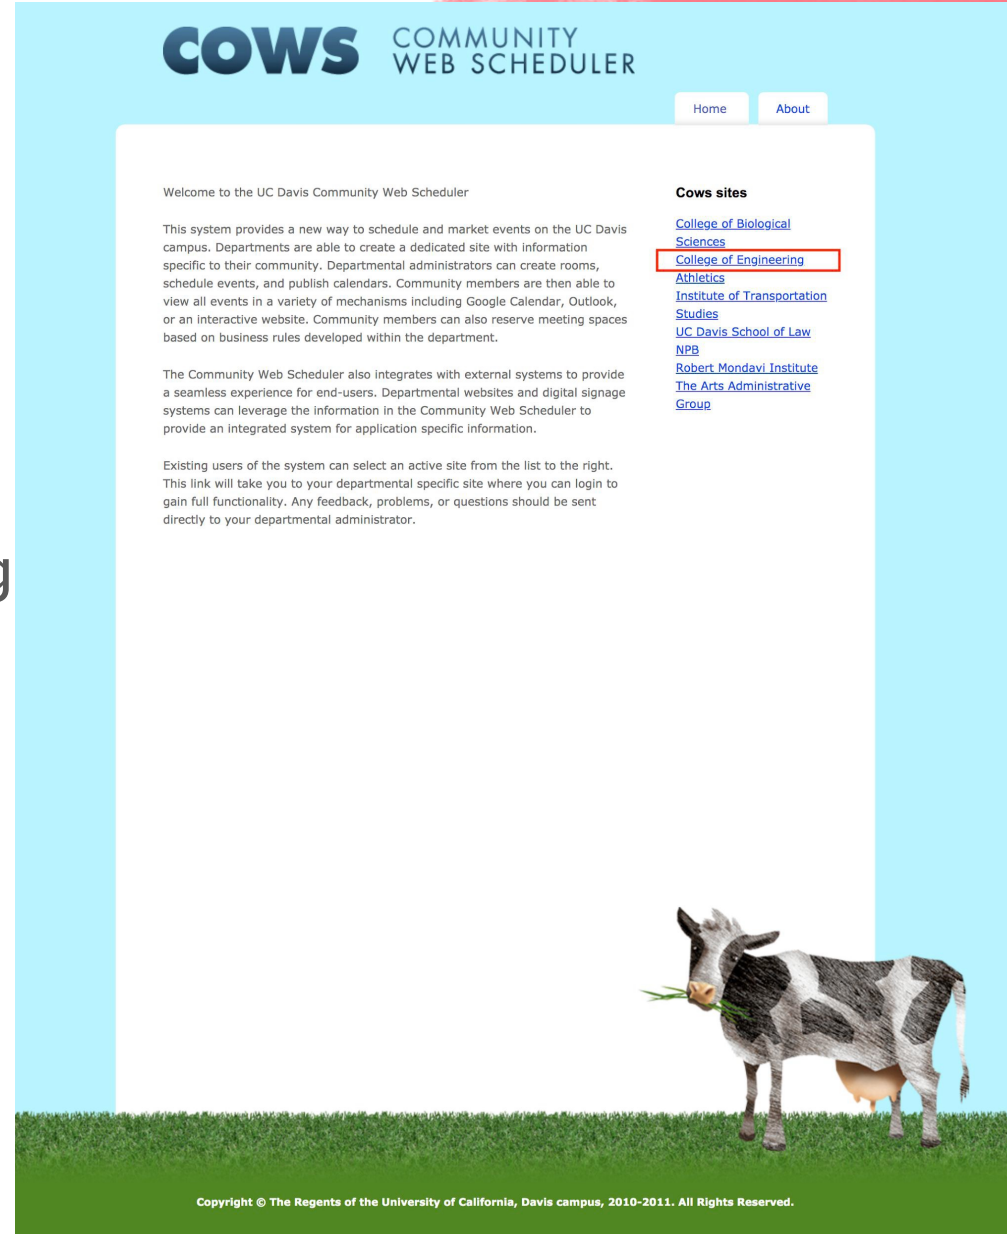 COWS COMMUNITY
WEB SCHEDULER
Home About
Welcome to the UC Davis Community Web Scheduler
This system provides a new way to schedule and market events on the UC Davis
campus. Departments are able to create a dedicated site with information
specific to their community. Departmental administrators can create rooms,
schedule events, and publish calendars. Community members are then able to
view all events in a variety of mechanisms including Google Calendar, Outlook,
or an interactive website. Community members can also reserve meeting spaces
based on business rules developed within the department.
The Community Web Scheduler also integrates with external systems to provide
a seamless experience for end-users. Departmental websites and digital signage
systems can leverage the information in the Community Web Scheduler to
provide an integrated system for application specific information.
Existing users of the system can select an active site from the list to the right.
This link will take you to your departmental specific site where you can login to
gain full functionality. Any feedback, problems, or questions should be sent
directly to your departmental administrator.
Cows sites
College of Biological
Sciences
College of Engineering
Athletics
Institute of Transportation
Studies
UC Davis School of Law
NPB
Robert Mondavi Institute
The Arts Administrative
Group
g
Copyright © The Regents of the University of California, Davis campus, 2010-2011. All Rights Reserved.